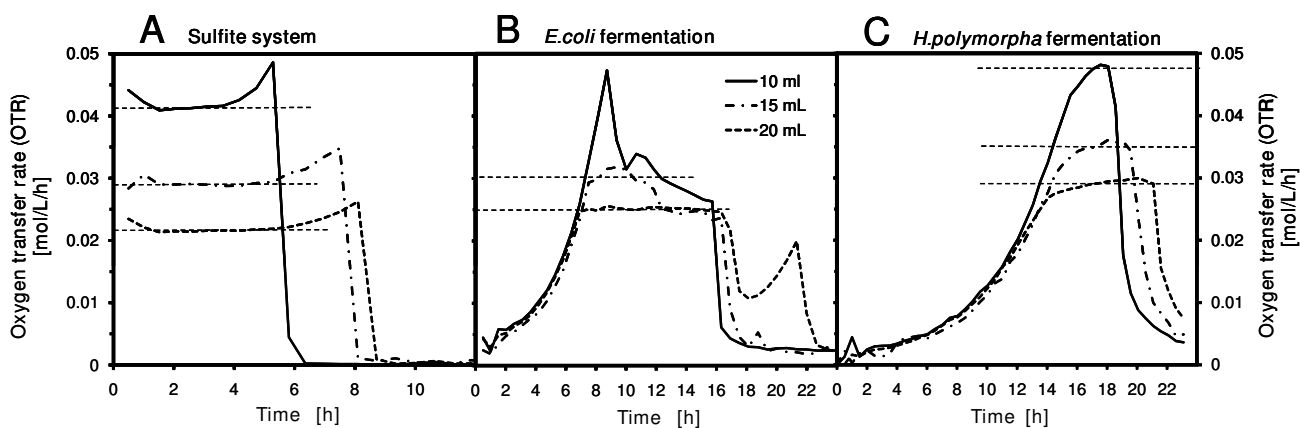 A Sulfite system
B E.coli fermentation
C H.polymorpha fermentation
Oxygen transfer rate (OTR)
[mol/L/h]
0.05
0.04
0.03
0.02
0.01
0
0 2 4 6 8 10
Time [h]
10 ml
15 mL
20 mL
0 2 4 6 8 10 12 14 16 18 20 22
Time [h]
0 2 4 6 8 10 12 14 16 18 20 22
Time [h]
0.05
0.04
0.03
0.02
0.01
0
Oxygen transfer rate (OTR)
[mol/L/h]